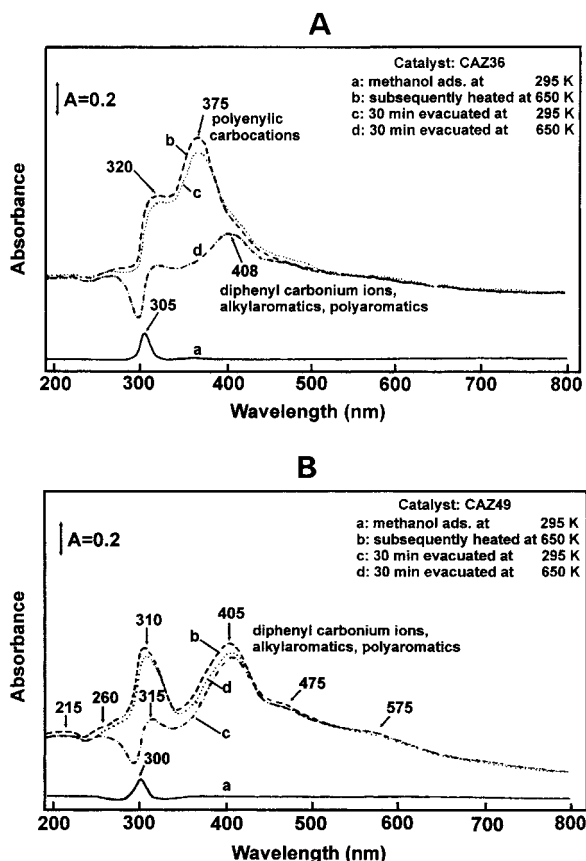 A
A=0.2
Catalyst: CAZ36
a: methanol ads. at 295 K
b: subsequently heated at 650 K
c: 30 min evacuated at 295 K
d: 30 min evacuated at 650 K
375
polyenylic
carbocations
b
320
c
d
408
diphenyl carbonium ions,
alkylaromatics, polyaromatics
305
a
Absorbance
200 300 400 500 600 700 800
Wavelength (nm)
B
A=0.2
Catalyst: CAZ49
a: methanol ads. at 295 K
b: subsequently heated at 650 K
c: 30 min evacuated at 295 K
d: 30 min evacuated at 650 K
310
405
b
diphenyl carbonium ions,
alkylaromatics, polyaromatics
215
260
315
d
475
575
c
300
a
Absorbance
200 300 400 500 600 700 800
Wavelength (nm)